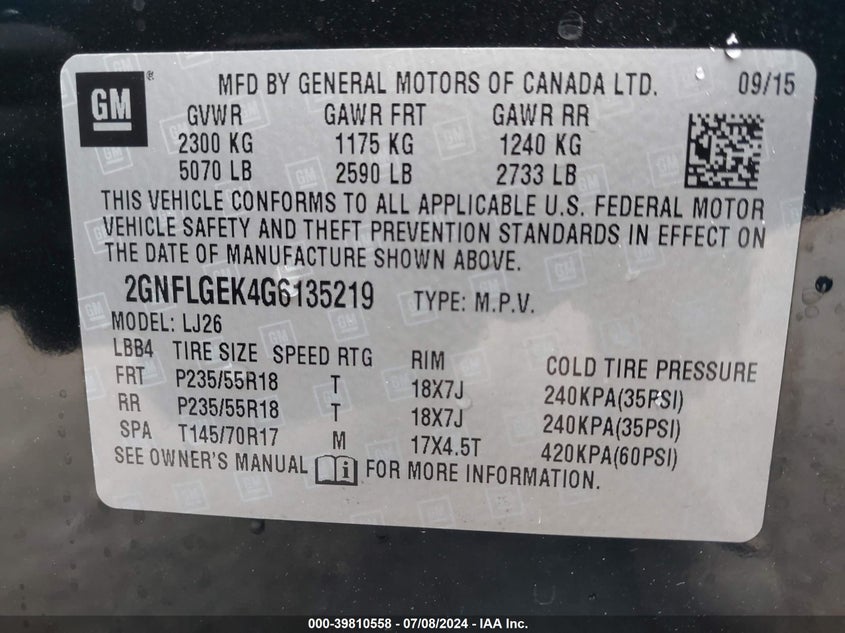 GM® MFD BY GENERAL MOTORS OF CANADA LTD. 09/15
GVWR GAWR FRT GAWR RR
2300 KG 1175 KG 1240 KG
5070 LB 2590 LB 2733 LB
THIS VEHICLE CONFORMS TO ALL APPLICABLE U.S. FEDERAL MOTOR
VEHICLE SAFETY AND THEFT PREVENTION STANDARDS IN EFFECT ON
THE DATE OF MANUFACTURE SHOWN ABOVE.
2GNFLGEK4G6135219 TYPE: M.P.V.
MODEL: LJ26
LBB4 TIRE SIZE SPEED RTG RIM COLD TIRE PRESSURE
FRT P235/55R18 T 18X7J 240KPA(35PSI)
RR P235/55R18 T 18X7J 240KPA(35PSI)
SPA T145/70R17 M 17X4.5T 420KPA(60PSI)
SEE OWNER'S MANUAL i FOR MORE INFORMATION.
000-39810558 - 07/08/2024 - IAA Inc.